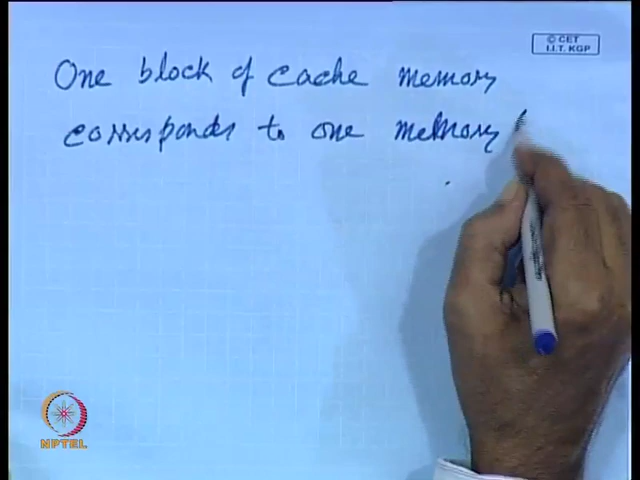 © CET
I.I.T. KGP
One block of cache memory
corresponds to one memory
NPTEL